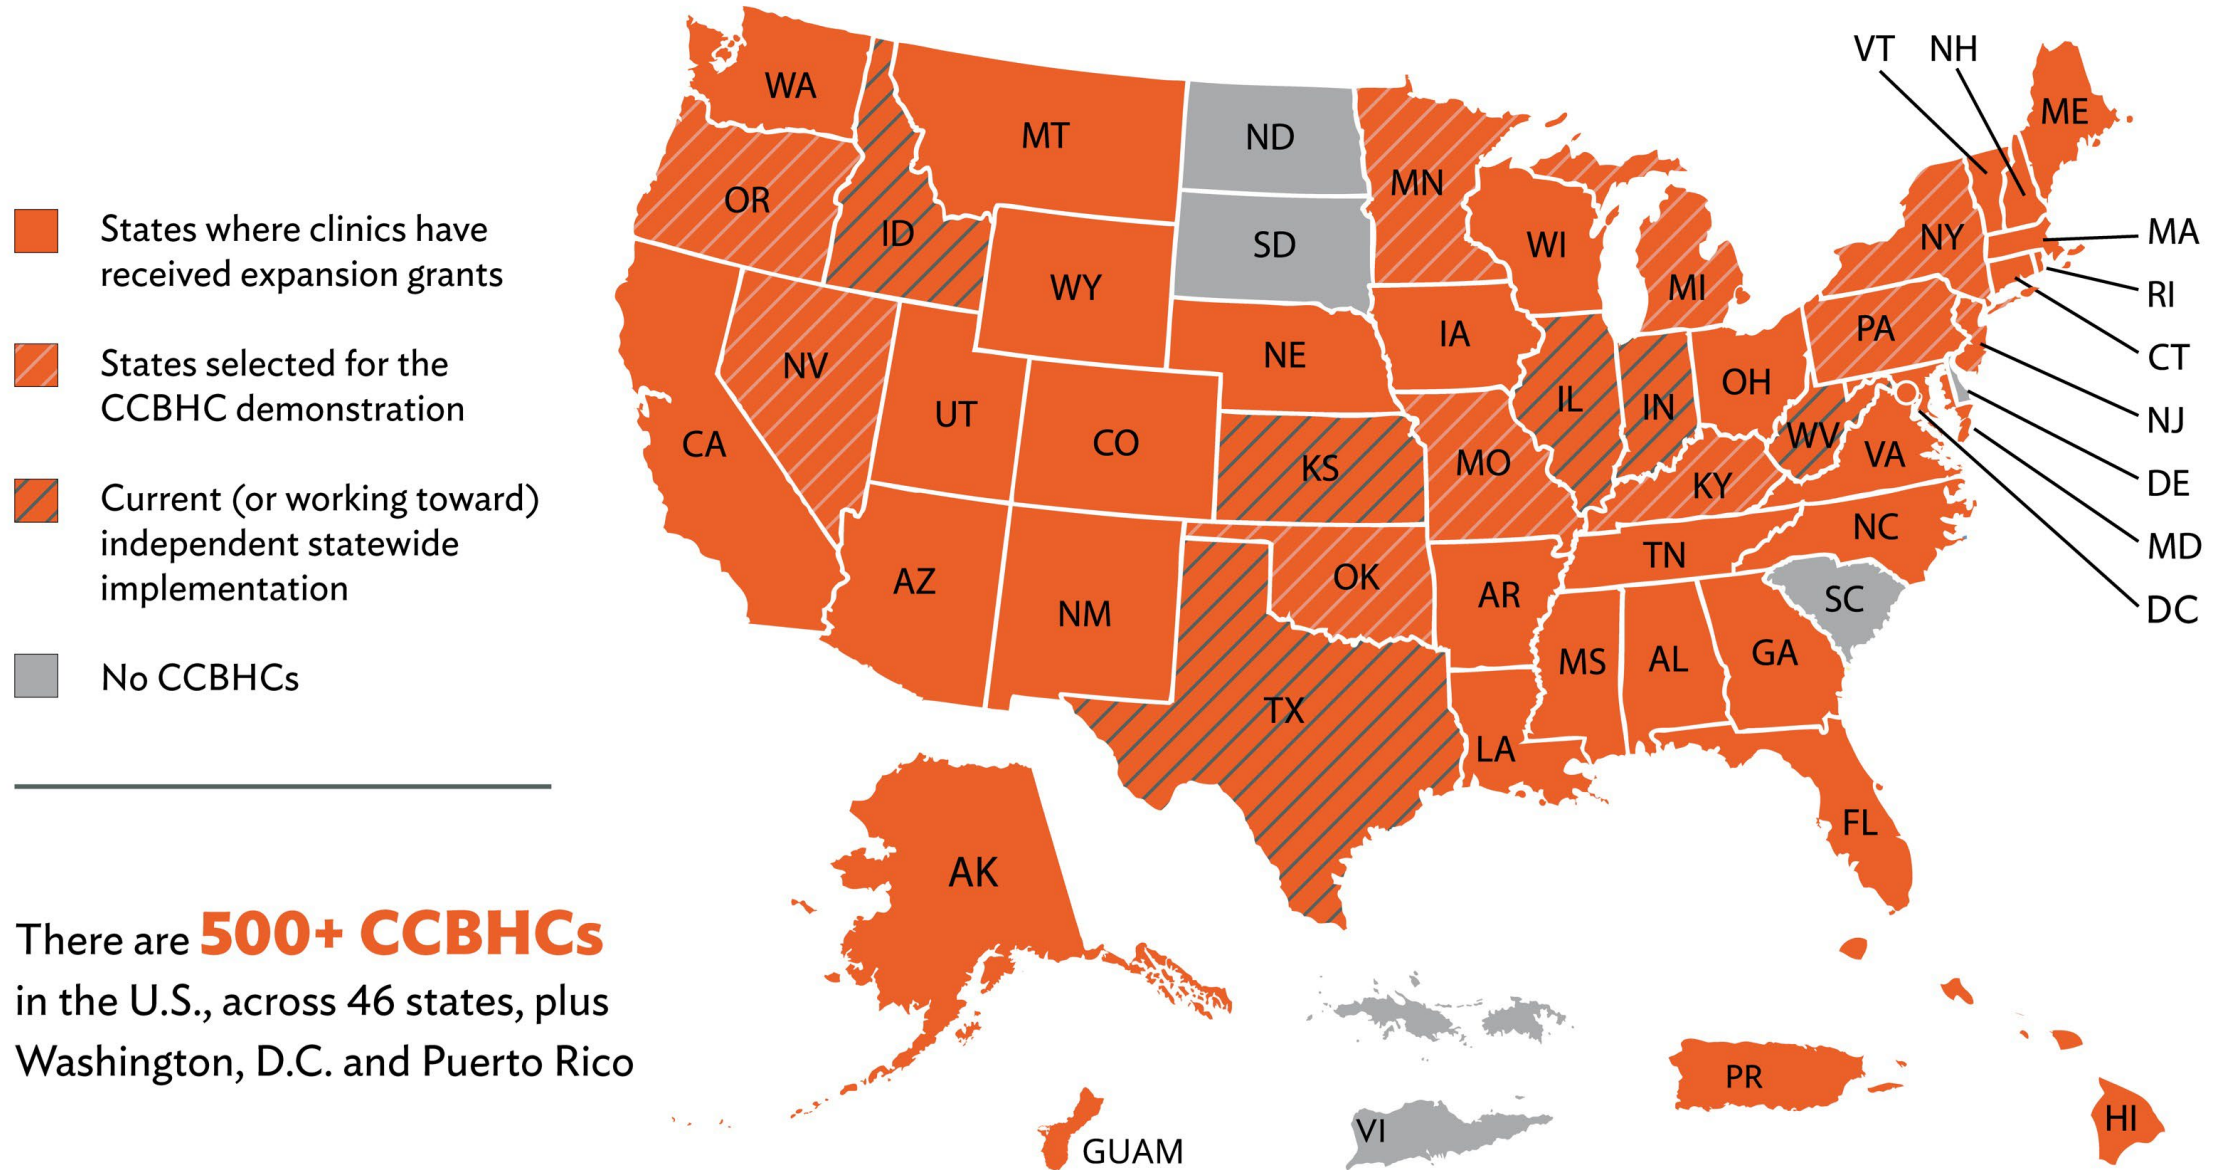 States where clinics have
received expansion grants
States selected for the
CCBHC demonstration
Current (or working toward)
independent statewide
implementation
No CCBHCs
There are 500+ CCBHCs
in the U.S., across 46 states, plus
Washington, D.C. and Puerto Rico
VT NH
WA
ME
MT
ND
MN
OR
ID
SD
WI
NY
MA
WY
MI
RI
IA
PA
NE
CT
NV
OH
UT
IL
IN
NJ
CO
WV
CA
VA
KS
MO
KY
DE
NC
TN
MD
AZ
OK
AR
SC
NM
DC
MS
AL
GA
TX
LA
FL
AK
PR
HI
VI
GUAM